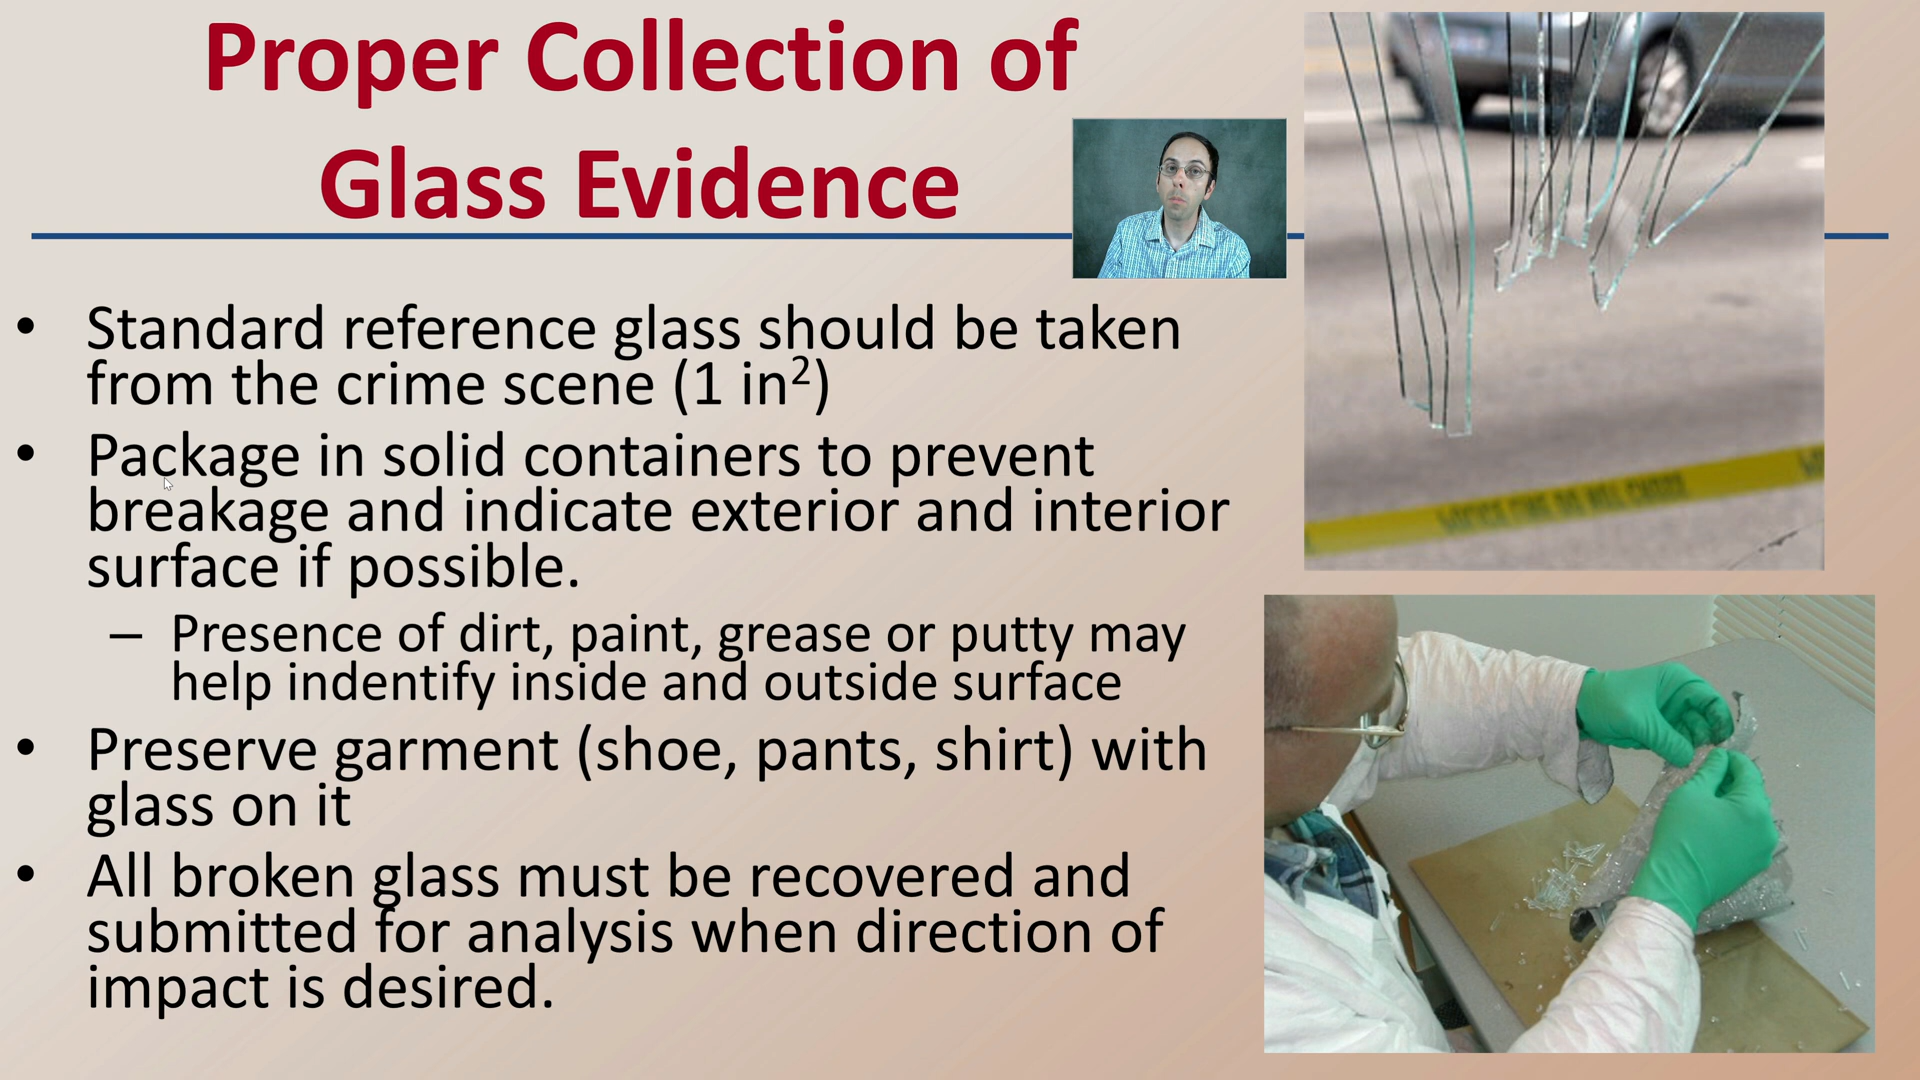 Proper Collection of
Glass Evidence
• Standard reference glass should be taken
from the crime scene (1 in²)
• Package in solid containers to prevent
breakage and indicate exterior and interior
surface if possible.
– Presence of dirt, paint, grease or putty may
help indentify inside and outside surface
• Preserve garment (shoe, pants, shirt) with
glass on it
• All broken glass must be recovered and
submitted for analysis when direction of
impact is desired.